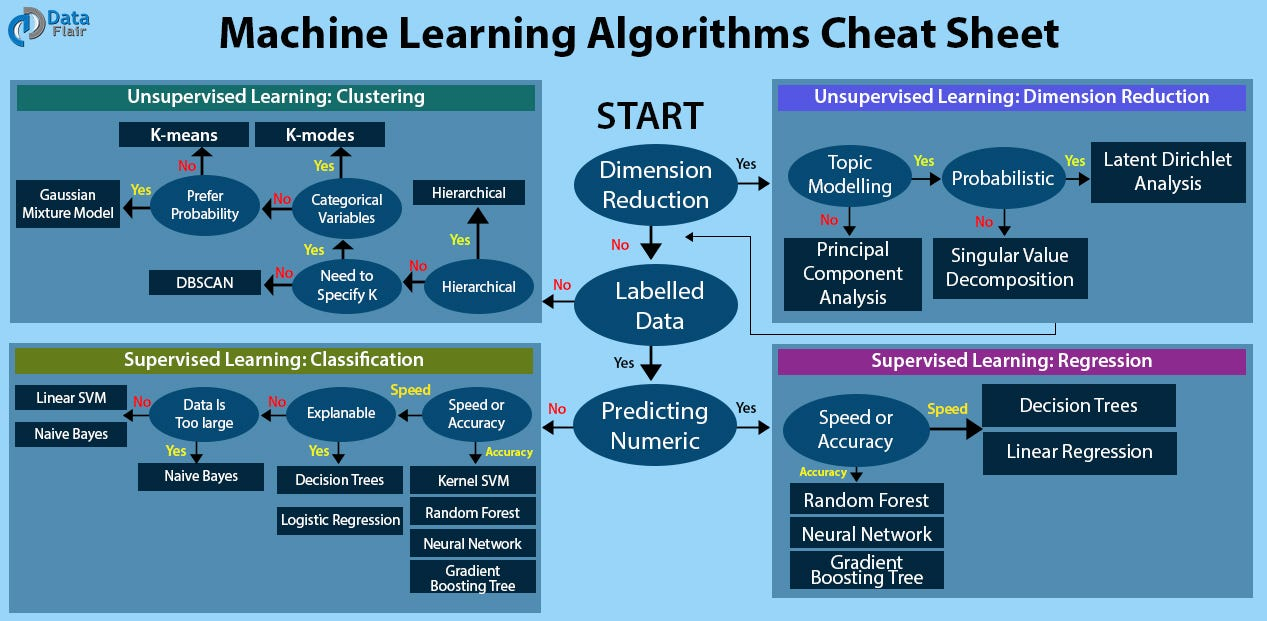 Data
Flair
Machine Learning Algorithms Cheat Sheet
Unsupervised Learning: Clustering
K-means
K-modes
No
Yes
Gaussian
Mixture Model
Yes
Prefer
Probability
No
Categorical
Variables
Hierarchical
Yes
Yes
DBSCAN
No
Need to
Specify K
No
Hierarchical
START
Dimension
Reduction
Yes
No
Labelled
Data
No
Yes
Predicting
Numeric
No
Yes
Unsupervised Learning: Dimension Reduction
Topic
Modelling
Yes
Probabilistic
Yes
Latent Dirichlet
Analysis
No
No
Principal
Component
Analysis
Singular Value
Decomposition
Supervised Learning: Classification
Linear SVM
Naive Bayes
No
Data Is
Too large
No
Explanable
Speed
Speed or
Accuracy
Yes
Yes
Accuracy
Naive Bayes
Decision Trees
Logistic Regression
Kernel SVM
Random Forest
Neural Network
Gradient
Boosting Tree
Supervised Learning: Regression
Speed or
Accuracy
Speed
Decision Trees
Linear Regression
Accuracy
Random Forest
Neural Network
Gradient
Boosting Tree